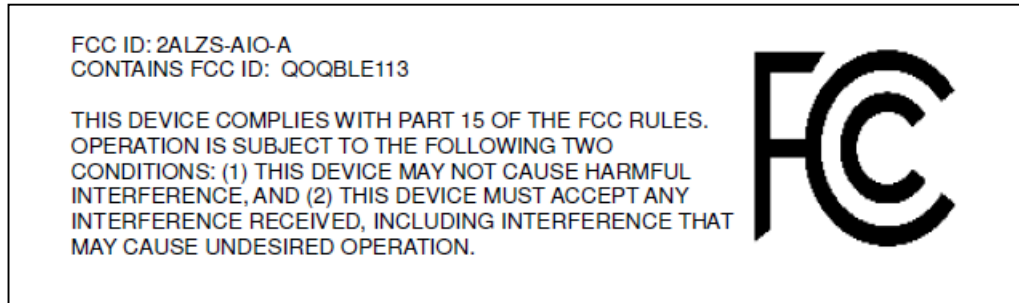 FCC ID: 2ALZS-AIO-A
CONTAINS FCC ID:  QOQBLE113
THIS DEVICE COMPLIES WITH PART 15 OF THE FCC RULES.
OPERATION IS SUBJECT TO THE FOLLOWING TWO
CONDITIONS: (1) THIS DEVICE MAY NOT CAUSE HARMFUL
INTERFERENCE, AND (2) THIS DEVICE MUST ACCEPT ANY
INTERFERENCE RECEIVED, INCLUDING INTERFERENCE THAT
MAY CAUSE UNDESIRED OPERATION.
FCC